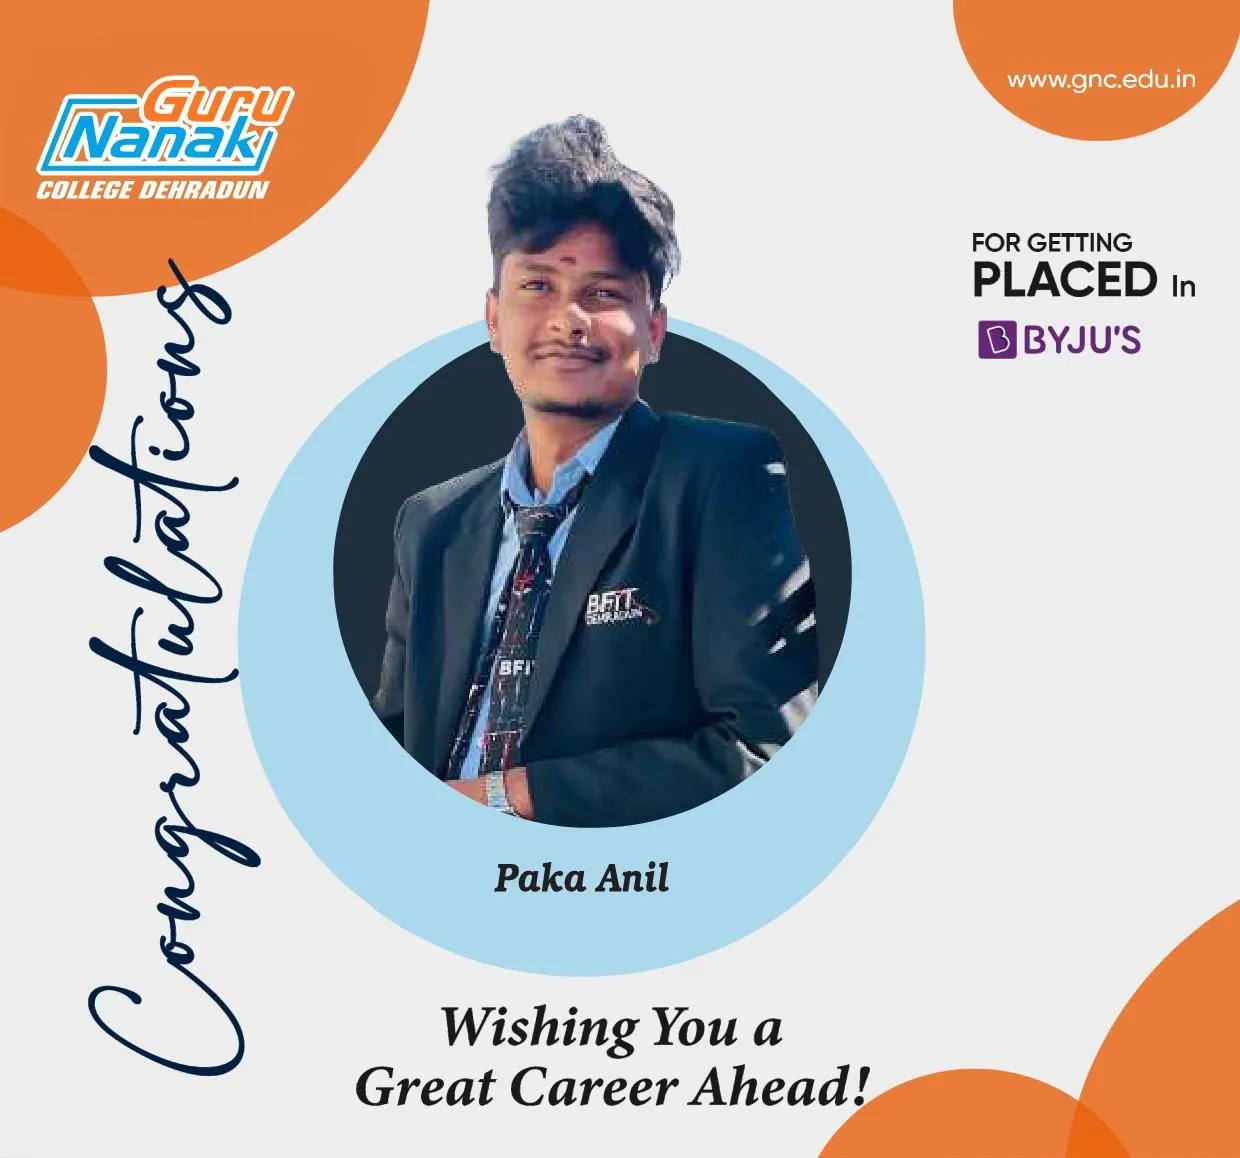 Guru
Nanak
COLLEGE DEHRADUN
www.gnc.edu.in
Congratulations
FOR GETTING
PLACED In
BYJU'S
BFIT
DEHRADUN
BFI
Paka Anil
Wishing You a
Great Career Ahead!